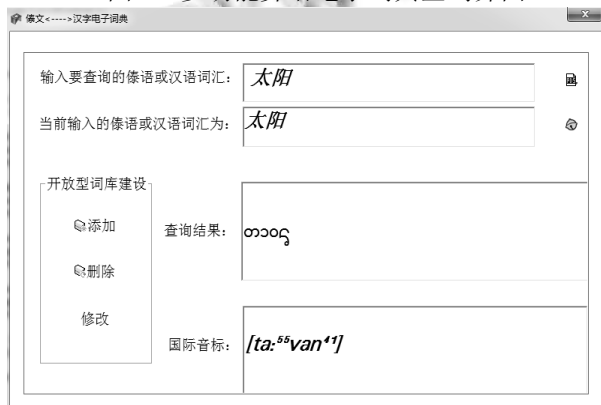 傣文<---->汉字电子词典
输入要查询的傣语或汉语词汇: 太阳
当前输入的傣语或汉语词汇为: 太阳
开放型词库建设
添加
查询结果:
删除
修改
国际音标: [ta:⁵⁵van⁴¹]